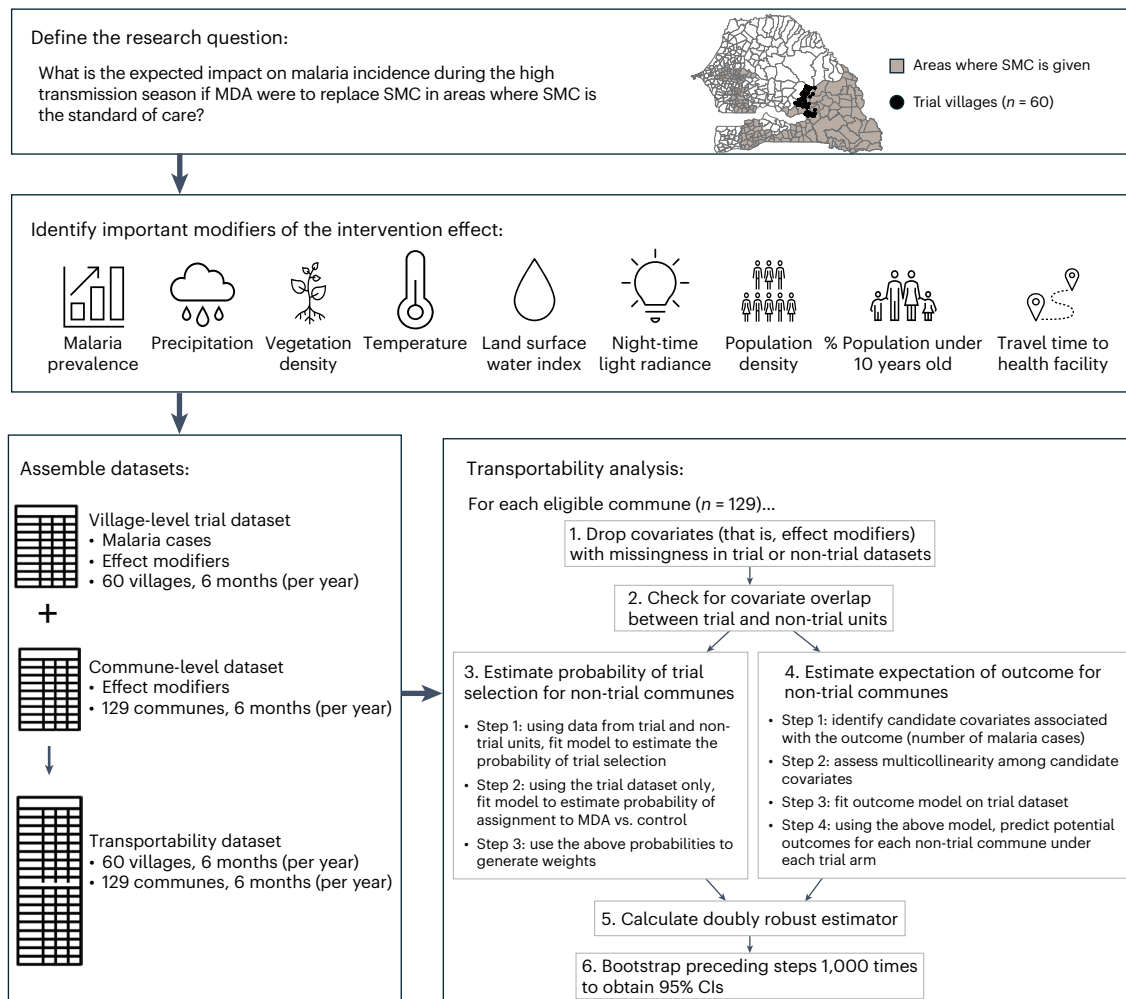 Define the research question:
What is the expected impact on malaria incidence during the high
transmission season if MDA were to replace SMC in areas where SMC is
the standard of care?
Areas where SMC is given
Trial villages (n = 60)
Identify important modifiers of the intervention effect:
Malaria
prevalence
Precipitation
Vegetation
density
Temperature
Land surface
water index
Night-time
light radiance
Population
density
% Population under
10 years old
Travel time to
health facility
Assemble datasets:
Village-level trial dataset
• Malaria cases
• Effect modifiers
• 60 villages, 6 months (per year)
+
Commune-level dataset
• Effect modifiers
• 129 communes, 6 months (per year)
Transportability dataset
• 60 villages, 6 months (per year)
• 129 communes, 6 months (per year)
Transportability analysis:
For each eligible commune (n = 129)...
1. Drop covariates (that is, effect modifiers)
with missingness in trial or non-trial datasets
2. Check for covariate overlap
between trial and non-trial units
3. Estimate probability of trial
selection for non-trial communes
• Step 1: using data from trial and non-
trial units, fit model to estimate the
probability of trial selection
• Step 2: using the trial dataset only,
fit model to estimate probability of
assignment to MDA vs. control
• Step 3: use the above probabilities to
generate weights
4. Estimate expectation of outcome for
non-trial communes
• Step 1: identify candidate covariates associated
with the outcome (number of malaria cases)
• Step 2: assess multicollinearity among candidate
covariates
• Step 3: fit outcome model on trial dataset
• Step 4: using the above model, predict potential
outcomes for each non-trial commune under
each trial arm
5. Calculate doubly robust estimator
6. Bootstrap preceding steps 1,000 times
to obtain 95% CIs